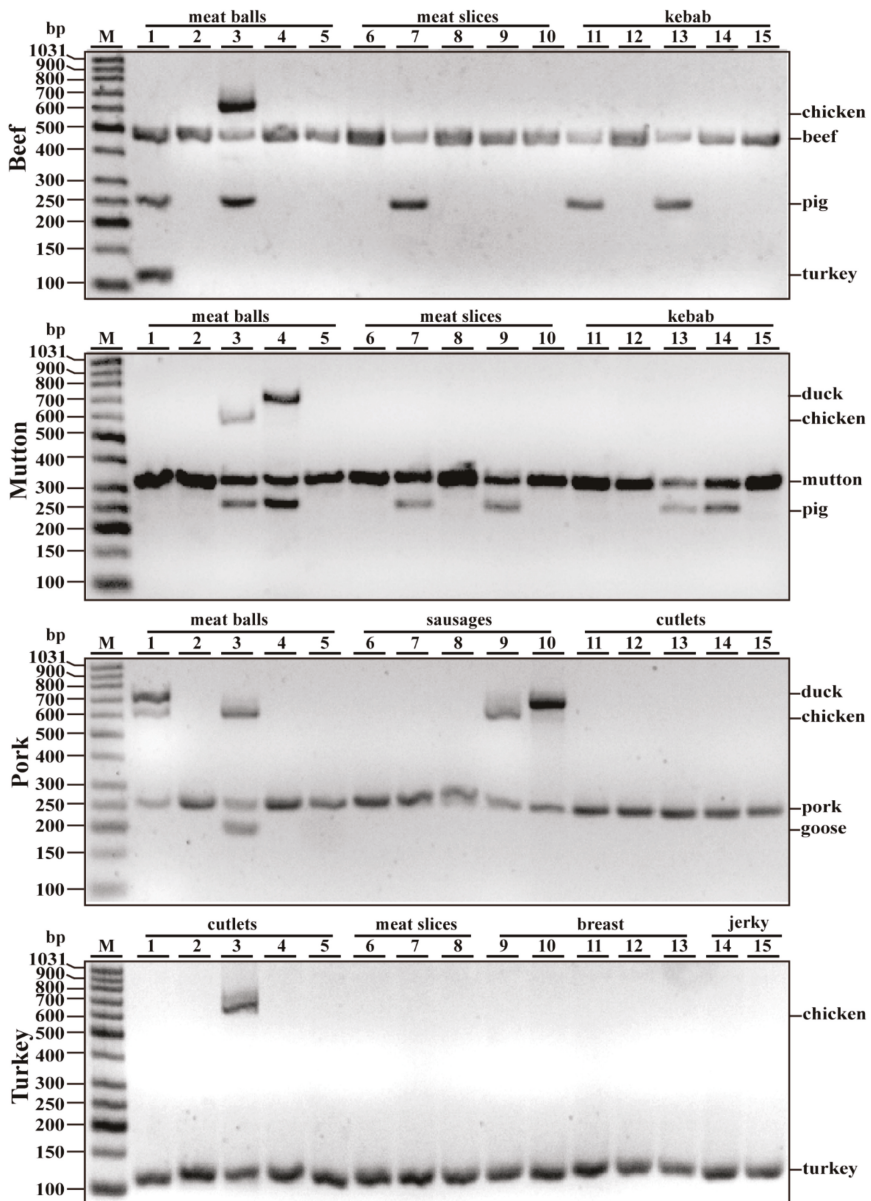 meat balls meat slices kebab
bp M 1 2 3 4 5 6 7 8 9 10 11 12 13 14 15
1031
900
800
700
600
chicken
500
beef
400
300
250
pig
200
150
100
turkey
Beef
meat balls meat slices kebab
bp M 1 2 3 4 5 6 7 8 9 10 11 12 13 14 15
1031
900
800
duck
700
600
chicken
500
400
300
mutton
250
pig
200
150
100
Mutton
meat balls sausages cutlets
bp M 1 2 3 4 5 6 7 8 9 10 11 12 13 14 15
1031
900
800
duck
700
600
chicken
500
400
300
250
pork
200
goose
150
100
Pork
cutlets meat slices breast jerky
bp M 1 2 3 4 5 6 7 8 9 10 11 12 13 14 15
1031
900
800
700
600
chicken
500
400
300
250
200
150
turkey
100
Turkey